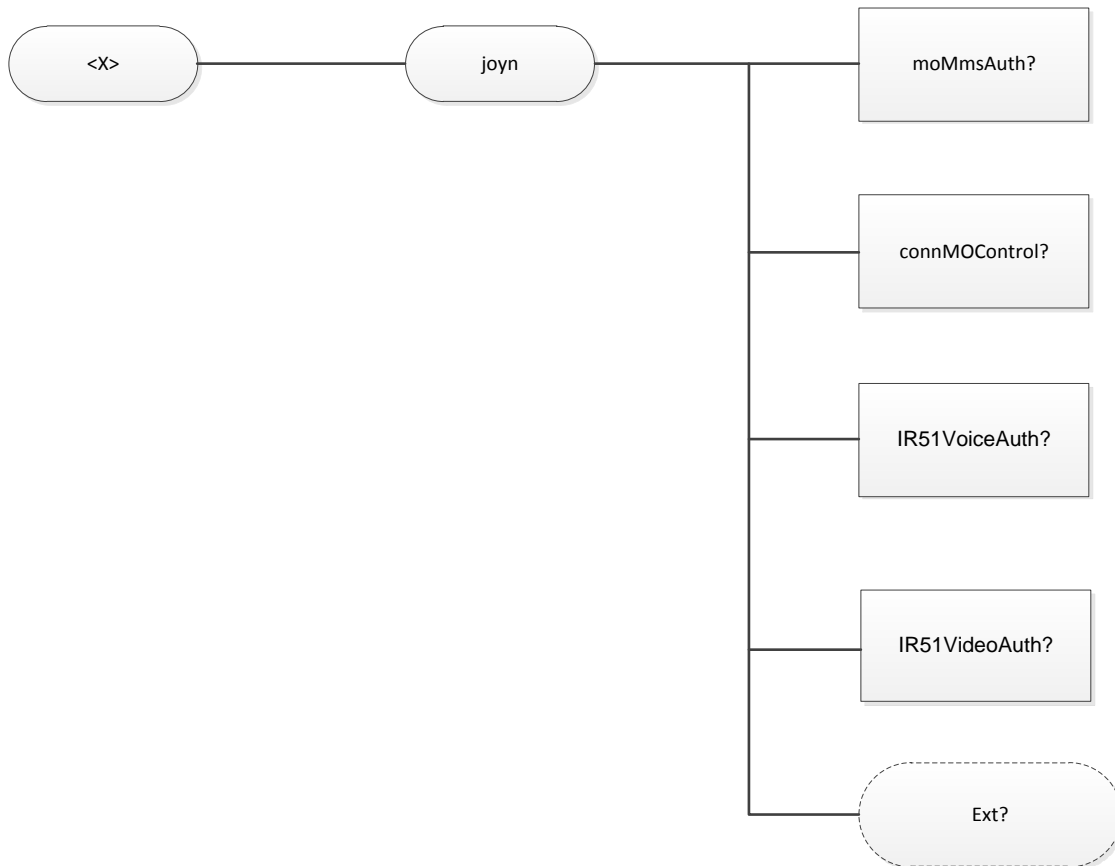 <X>
joyn
moMmsAuth?
connMOControl?
IR51VoiceAuth?
IR51VideoAuth?
Ext?